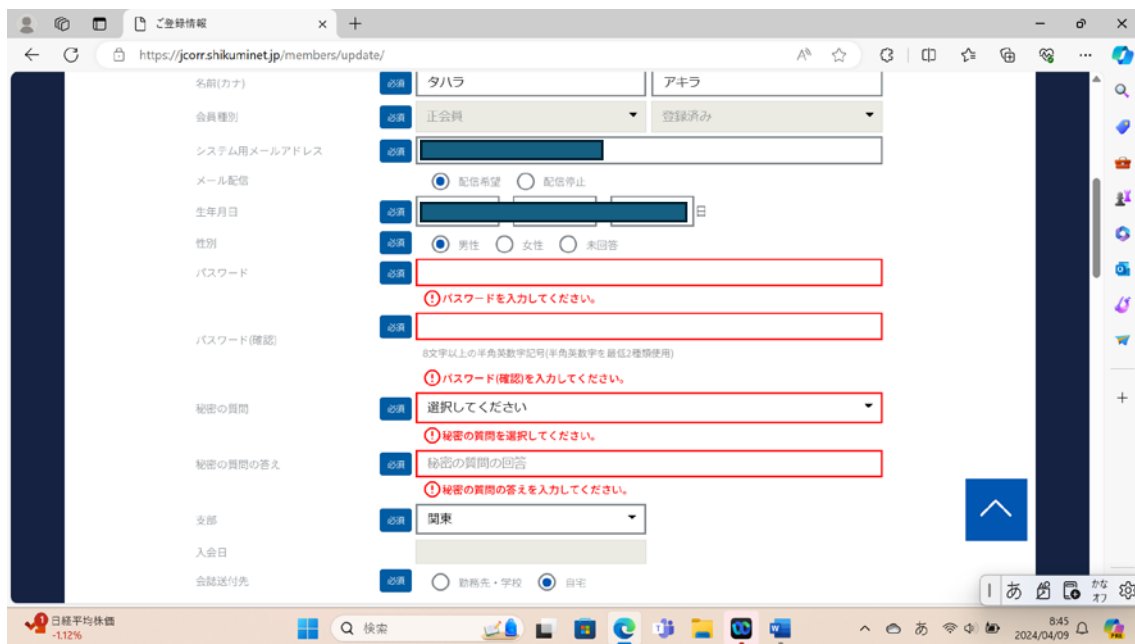 ご登録情報
https://jcorr.shikuminet.jp/members/update/
名前(カナ) 必須 タハラ アキラ
会員種別 必須 正会員 登録済み
システム用メールアドレス 必須
メール配信 配信希望 配信停止
生年月日 必須 日
性別 必須 男性 女性 未回答
パスワード 必須
パスワードを入力してください。
パスワード(確認) 必須
8文字以上の半角英数字記号(半角英数字を最低2種類使用)
パスワード(確認)を入力してください。
秘密の質問 必須 選択してください
秘密の質問を選択してください。
秘密の質問の答え 必須 秘密の質問の回答
秘密の質問の答えを入力してください。
支部 必須 関東
入会日
会誌送付先 必須 勤務先・学校 自宅
あ かな
オフ
日経平均株価
-1.12%
検索
あ
8:45
2024/04/09